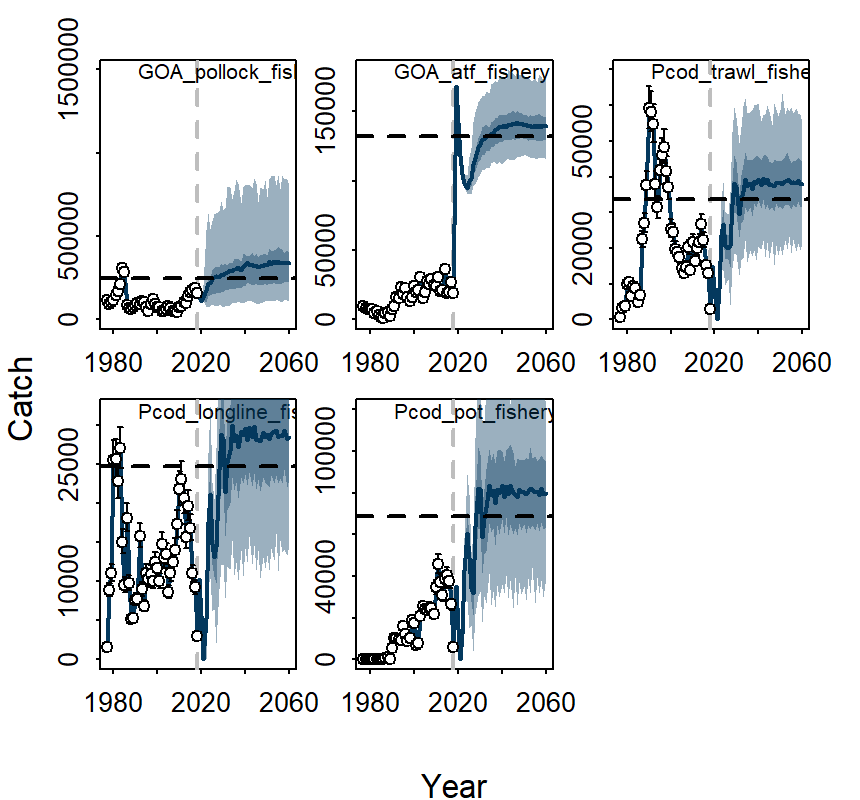 GOA_pollock_fish
GOA_atf_fishery
Pcod_trawl_fishe
1500000
500000
0
150000
50000
0
50000
20000
0
1980 2020 2060
1980 2020 2060
1980 2020 2060
Pcod_longline_fis
Pcod_pot_fishery
25000
10000
0
100000
40000
0
1980 2020 2060
1980 2020 2060
Catch
Year